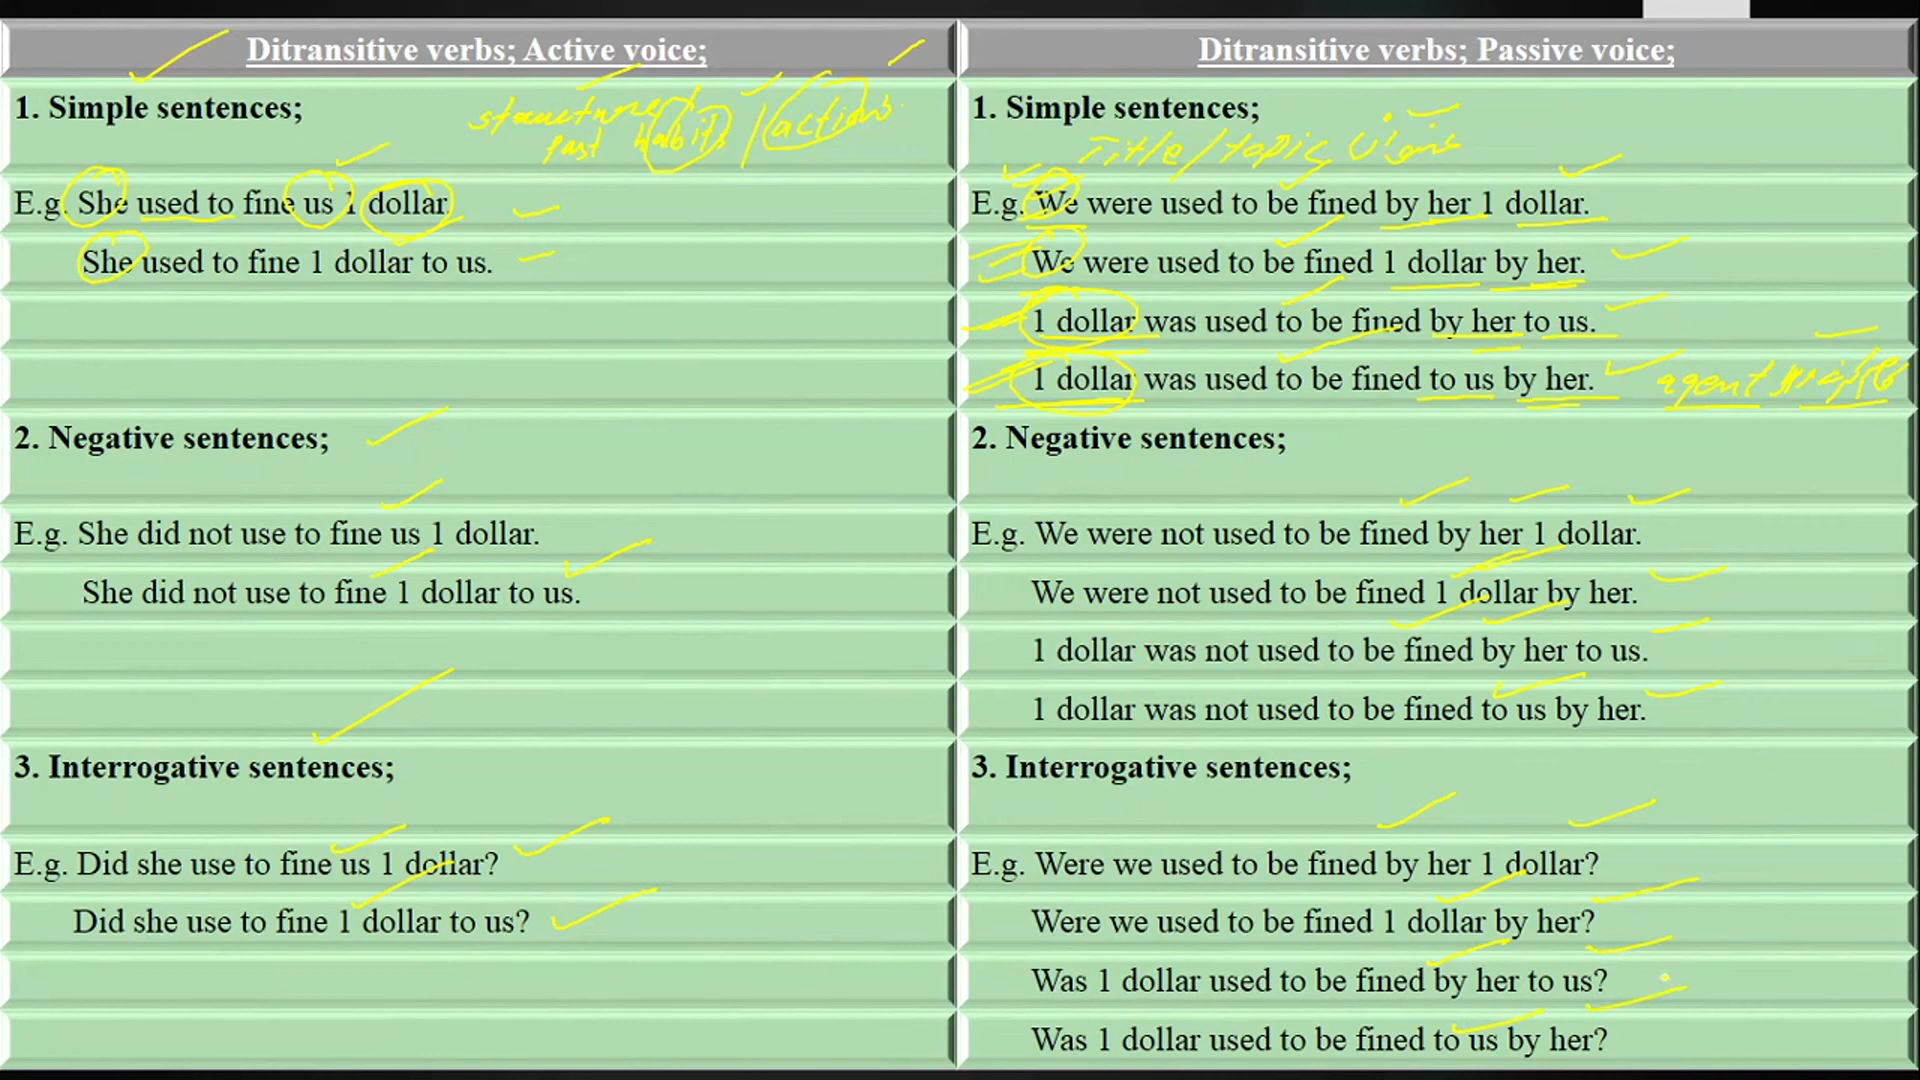 Ditransitive verbs; Active voice;
1. Simple sentences;
past habits / actions.
E.g. She used to fine us 1 dollar.
She used to fine 1 dollar to us.
2. Negative sentences;
E.g. She did not use to fine us 1 dollar.
She did not use to fine 1 dollar to us.
3. Interrogative sentences;
E.g. Did she use to fine us 1 dollar?
Did she use to fine 1 dollar to us?
Ditransitive verbs; Passive voice;
1. Simple sentences;
Title/topic
E.g. We were used to be fined by her 1 dollar.
We were used to be fined 1 dollar by her.
1 dollar was used to be fined by her to us.
1 dollar was used to be fined to us by her.
agent
2. Negative sentences;
E.g. We were not used to be fined by her 1 dollar.
We were not used to be fined 1 dollar by her.
1 dollar was not used to be fined by her to us.
1 dollar was not used to be fined to us by her.
3. Interrogative sentences;
E.g. Were we used to be fined by her 1 dollar?
Were we used to be fined 1 dollar by her?
Was 1 dollar used to be fined by her to us?
Was 1 dollar used to be fined to us by her?